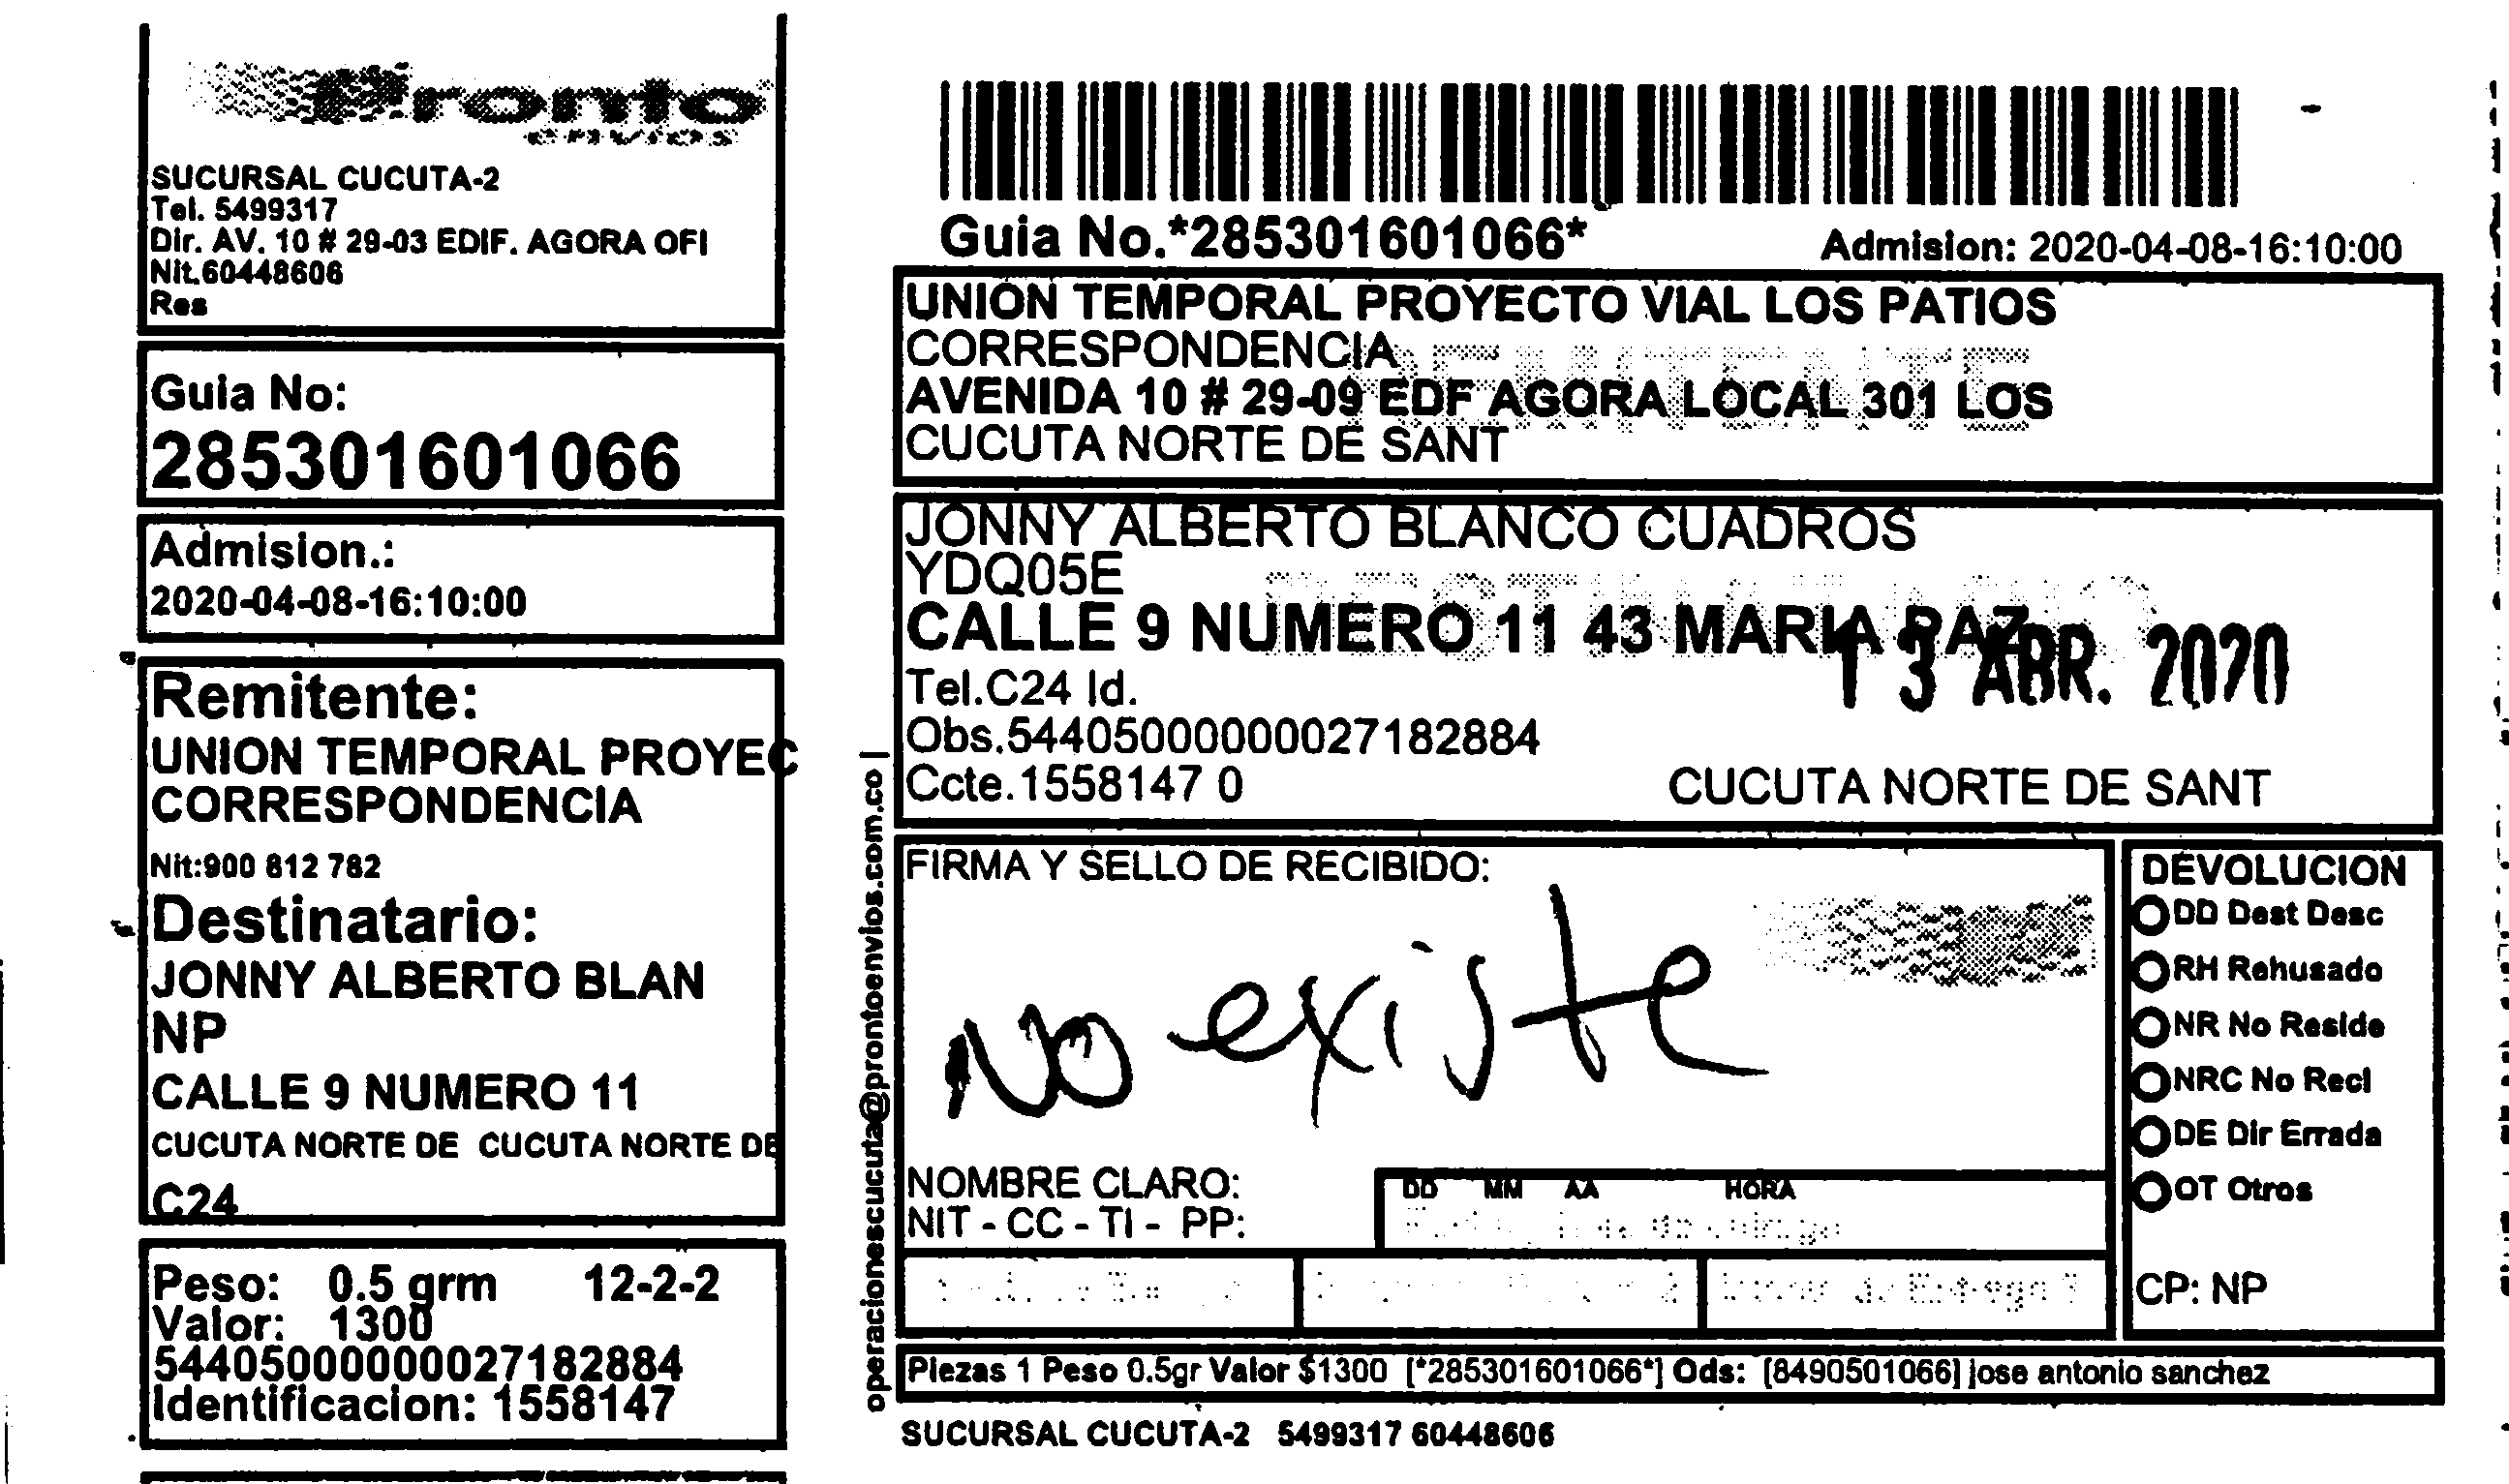 Pronto
envios
SUCURSAL CUCUTA-2
Tel. 5499317
Dir. AV. 10 # 29-03 EDIF. AGORA OFI
Nit.60448606
Res
Guia No:
285301601066
Admision.:
2020-04-08-16:10:00
Remitente:
UNION TEMPORAL PROYEC
CORRESPONDENCIA
Nit:900 812 782
Destinatario:
JONNY ALBERTO BLAN
NP
CALLE 9 NUMERO 11
CUCUTA NORTE DE CUCUTA NORTE DE
C24
Peso: 0.5 grm 12-2-2
Valor: 1300
544050000000027182884
Identificacion: 1558147
operacionescucuta@prontoenvios.com.co |
Guia No.*285301601066*
Admision: 2020-04-08-16:10:00
UNION TEMPORAL PROYECTO VIAL LOS PATIOS
CORRESPONDENCIA
REMITENTE
AVENIDA 10 # 29-09 EDF AGORA LOCAL 301 LOS
CUCUTA NORTE DE SANT
JONNY ALBERTO BLANCO CUADROS
YDQ05E
DESTINATARIO
CALLE 9 NUMERO 11 43 MARIA PAZ
13 ABR. 2020
Tel.C24 Id.
Obs.544050000000027182884
Ccte.1558147 0
CUCUTA NORTE DE SANT
FIRMA Y SELLO DE RECIBIDO:
No existe
NOMBRE CLARO:
NIT - CC - TI - PP:
DD MM AA HORA
DEVOLUCION
DD Dest Desc
RH Rehusado
NR No Reside
NRC No Recl
DE Dir Errada
OT Otros
CP: NP
Piezas 1 Peso 0.5gr Valor $1300 [*285301601066*] Ods: [8490501066] jose antonio sanchez
SUCURSAL CUCUTA-2 5499317 60448606